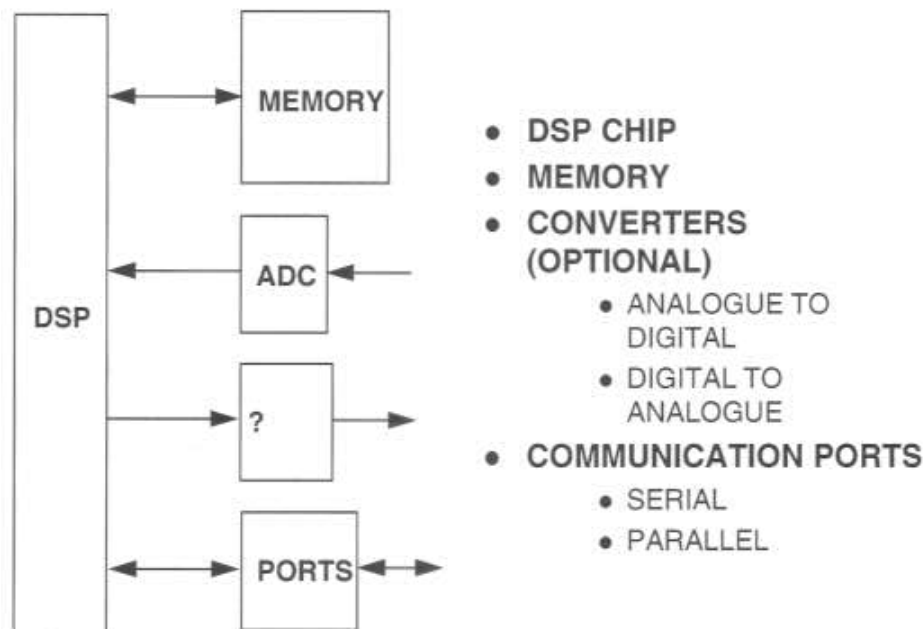 MEMORY
ADC
DSP
?
PORTS
● DSP CHIP
● MEMORY
● CONVERTERS
(OPTIONAL)
● ANALOGUE TO
DIGITAL
● DIGITAL TO
ANALOGUE
● COMMUNICATION PORTS
● SERIAL
● PARALLEL